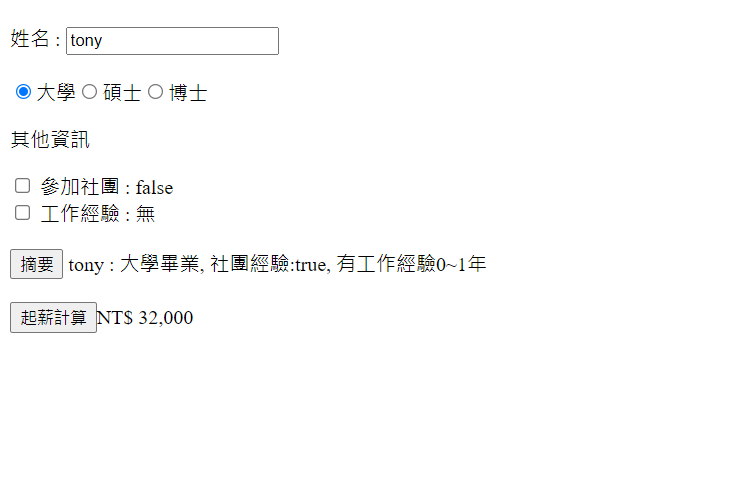 姓名 : tony
大學 碩士 博士
其他資訊
參加社團 : false
工作經驗 : 無
摘要 tony : 大學畢業, 社團經驗:true, 有工作經驗0~1年
起薪計算NT$ 32,000